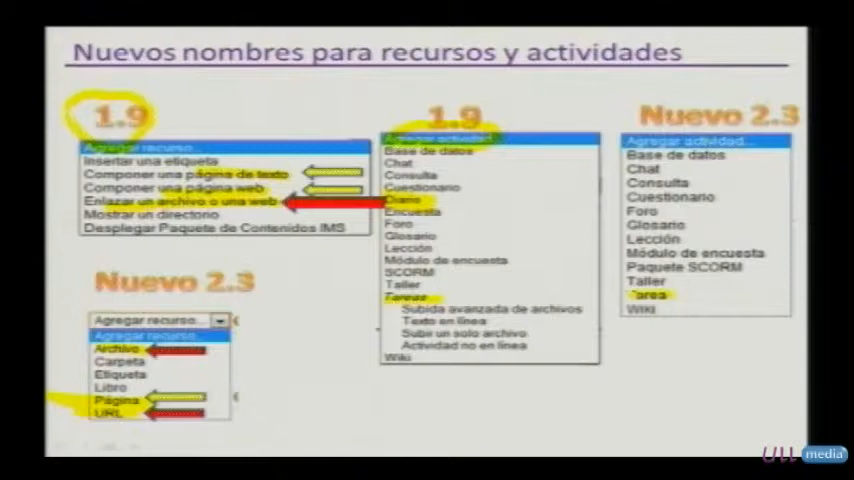 Nuevos nombres para recursos y actividades
1.9
Agregar recurso...
Insertar una etiqueta
Componer una página de texto
Componer una página web
Enlazar un archivo o una web
Mostrar un directorio
Desplegar Paquete de Contenidos IMS
Nuevo 2.3
Agregar recurso...
Agregar recurso...
Archivo
Carpeta
Etiqueta
Libro
Página
URL
1.9
Agregar actividad...
Base de datos
Chat
Consulta
Cuestionario
Diario
Encuesta
Foro
Glosario
Lección
Módulo de encuesta
SCORM
Taller
Tareas
Subida avanzada de archivos
Texto en línea
Subir un solo archivo
Actividad no en línea
Wiki
Nuevo 2.3
Agregar actividad...
Base de datos
Chat
Consulta
Cuestionario
Foro
Glosario
Lección
Módulo de encuesta
Paquete SCORM
Taller
Tarea
Wiki
ULL media